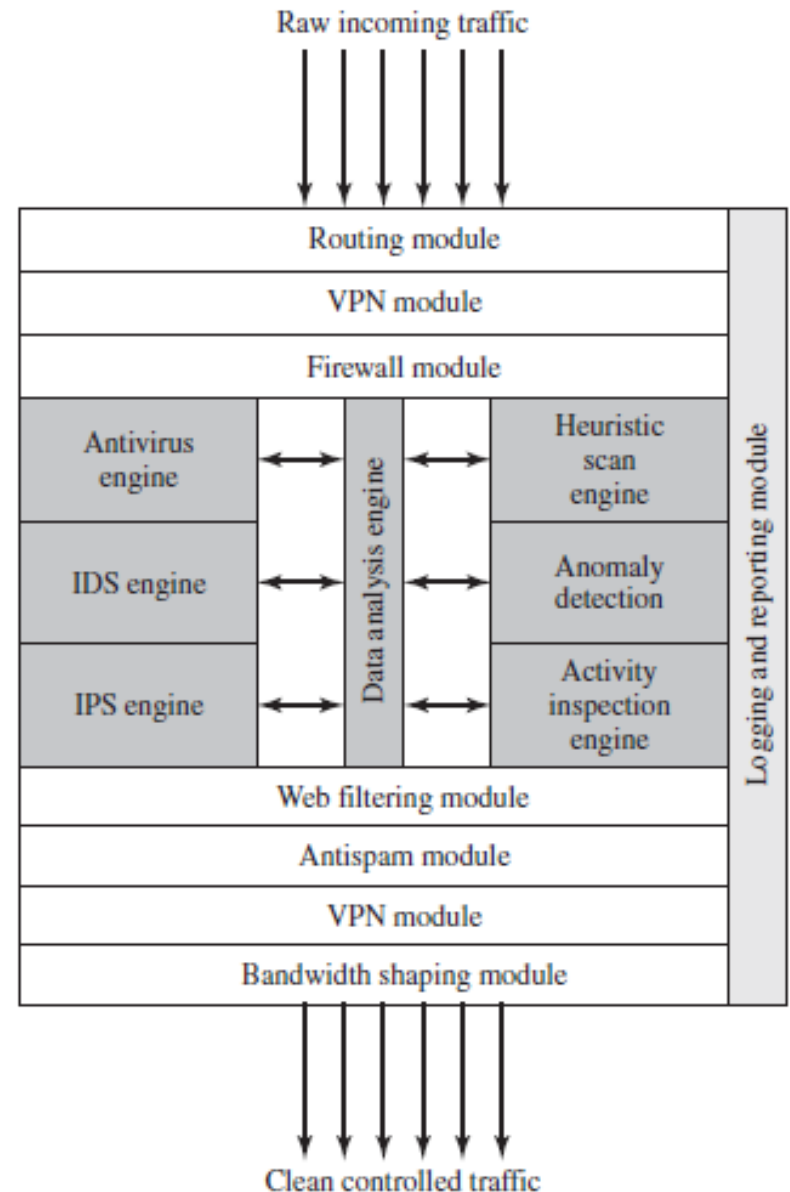 Raw incoming traffic
Routing module
VPN module
Firewall module
Antivirus
engine
IDS engine
IPS engine
Data analysis engine
Heuristic
scan
engine
Anomaly
detection
Activity
inspection
engine
Logging and reporting module
Web filtering module
Antispam module
VPN module
Bandwidth shaping module
Clean controlled traffic